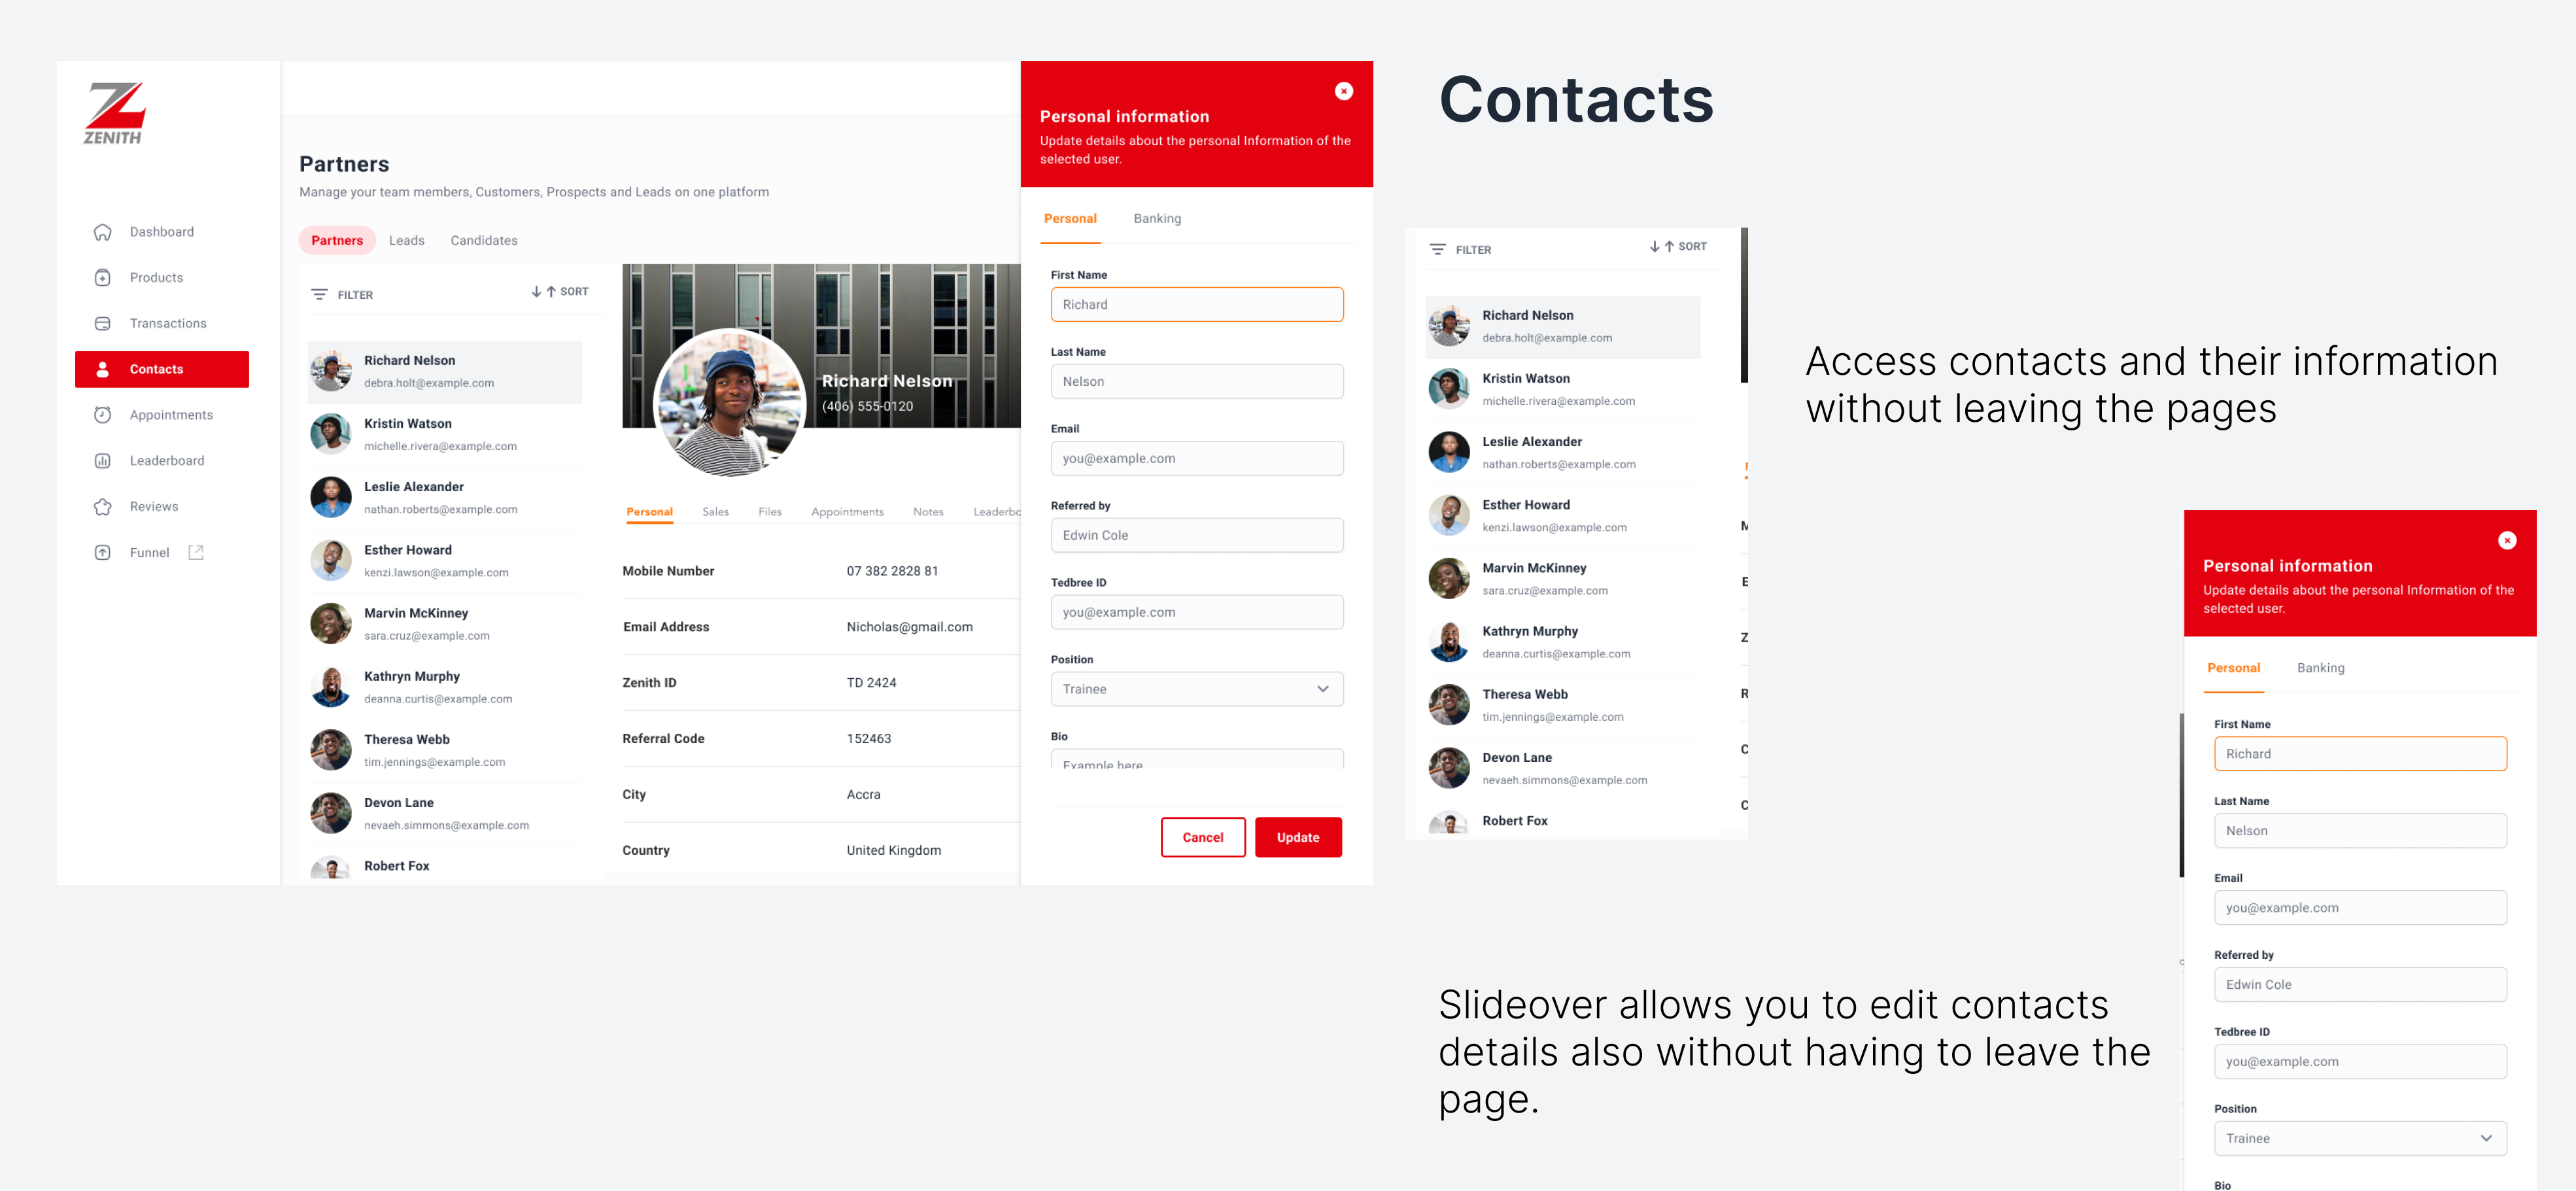 ZENITH
Dashboard
Products
Transactions
Contacts
Appointments
Leaderboard
Reviews
Funnel
Partners
Manage your team members, Customers, Prospects and Leads on one platform
Partners Leads Candidates
FILTER SORT
Richard Nelson
debra.holt@example.com
Kristin Watson
michelle.rivera@example.com
Leslie Alexander
nathan.roberts@example.com
Esther Howard
kenzi.lawson@example.com
Marvin McKinney
sara.cruz@example.com
Kathryn Murphy
deanna.curtis@example.com
Theresa Webb
tim.jennings@example.com
Devon Lane
nevaeh.simmons@example.com
Robert Fox
Richard Nelson
(406) 555-0120
Personal Sales Files Appointments Notes Leaderbo
Mobile Number 07 382 2828 81
Email Address Nicholas@gmail.com
Zenith ID TD 2424
Referral Code 152463
City Accra
Country United Kingdom
Personal information
Update details about the personal Information of the
selected user.
Personal Banking
First Name
Richard
Last Name
Nelson
Email
you@example.com
Referred by
Edwin Cole
Tedbree ID
you@example.com
Position
Trainee
Bio
Example here
Cancel Update
Contacts
FILTER SORT
Richard Nelson
debra.holt@example.com
Kristin Watson
michelle.rivera@example.com
Leslie Alexander
nathan.roberts@example.com
Esther Howard
kenzi.lawson@example.com
Marvin McKinney
sara.cruz@example.com
Kathryn Murphy
deanna.curtis@example.com
Theresa Webb
tim.jennings@example.com
Devon Lane
nevaeh.simmons@example.com
Robert Fox
Access contacts and their information
without leaving the pages
Slideover allows you to edit contacts
details also without having to leave the
page.
Personal information
Update details about the personal Information of the
selected user.
Personal Banking
First Name
Richard
Last Name
Nelson
Email
you@example.com
Referred by
Edwin Cole
Tedbree ID
you@example.com
Position
Trainee
Bio